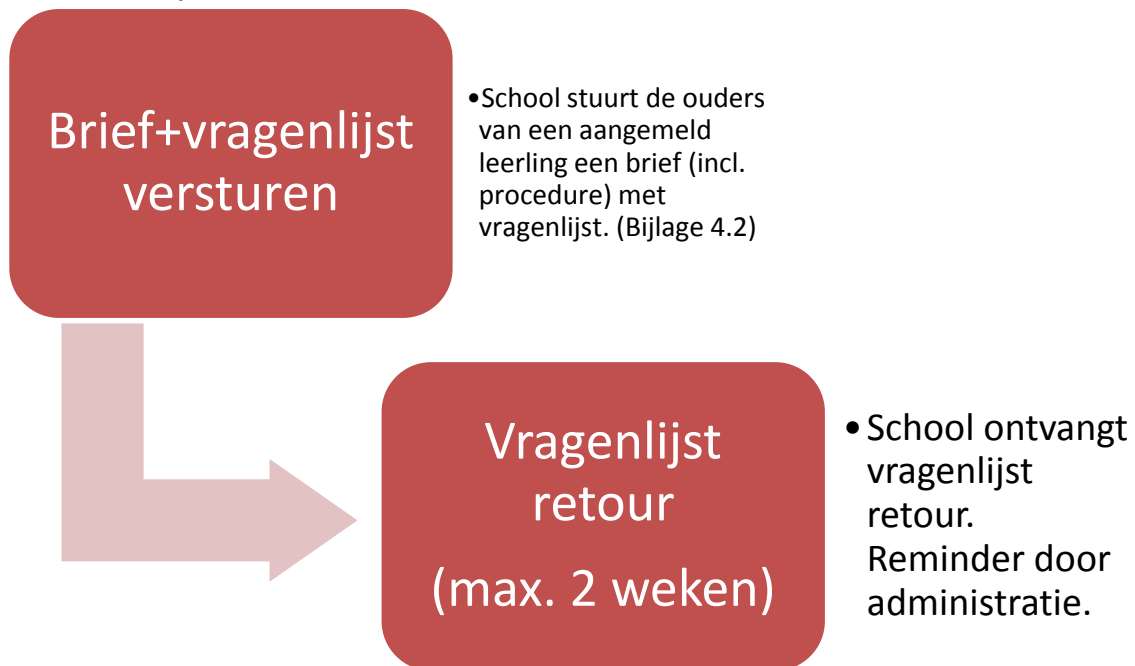 Brief+vragenlijst
versturen
•School stuurt de ouders
van een aangemeld
leerling een brief (incl.
procedure) met
vragenlijst. (Bijlage 4.2)
Vragenlijst
retour
(max. 2 weken)
•School ontvangt
vragenlijst
retour.
Reminder door
administratie.